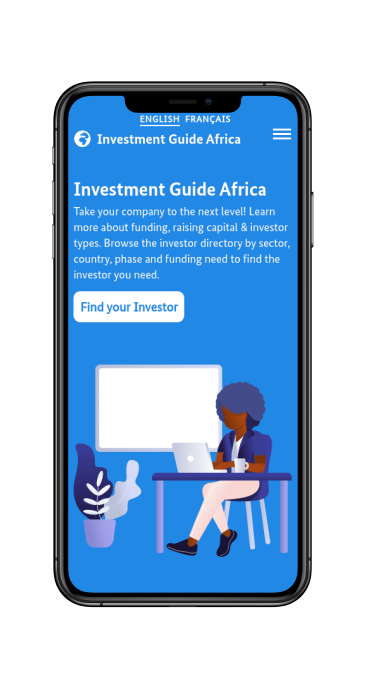 ENGLISH FRANÇAIS
Investment Guide Africa
Investment Guide Africa
Take your company to the next level! Learn
more about funding, raising capital & investor
types. Browse the investor directory by sector,
country, phase and funding need to find the
investor you need.
Find your Investor